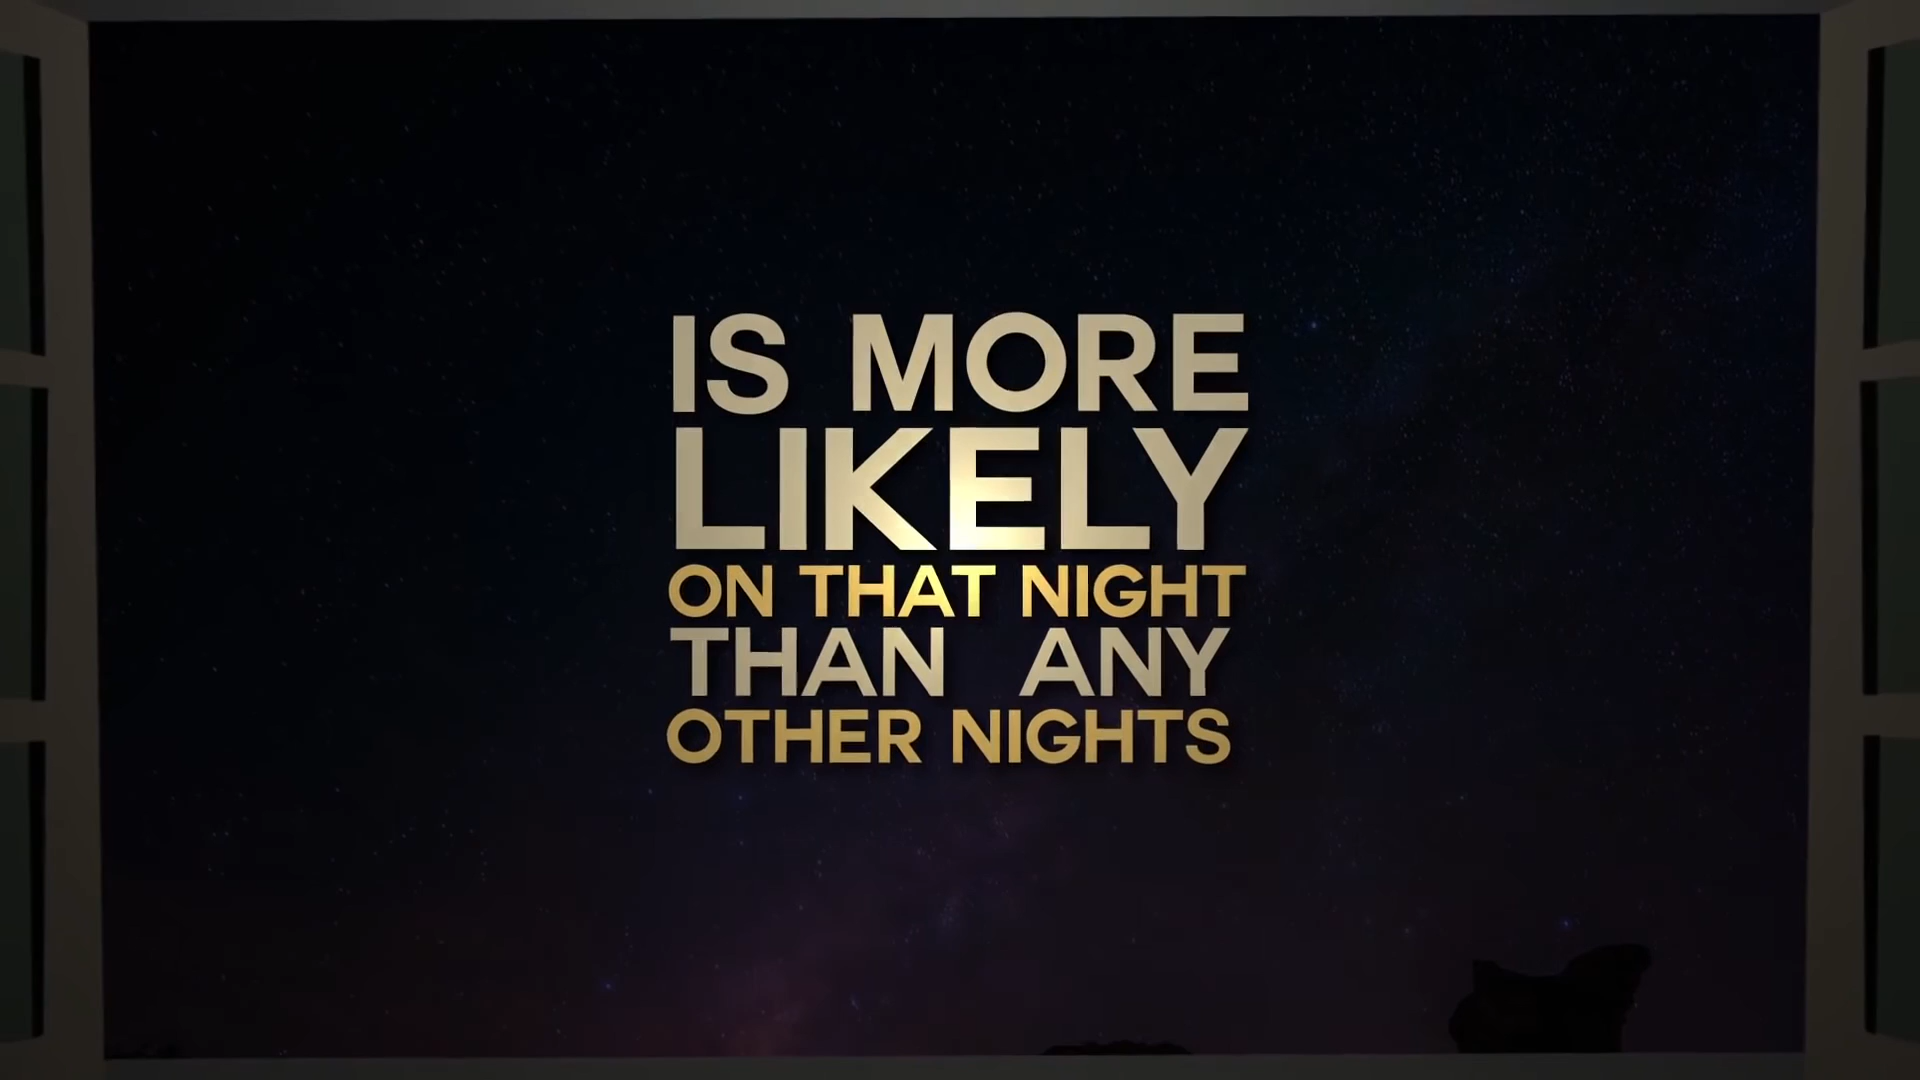 IS MORE
LIKELY
ON THAT NIGHT
THAN ANY
OTHER NIGHTS